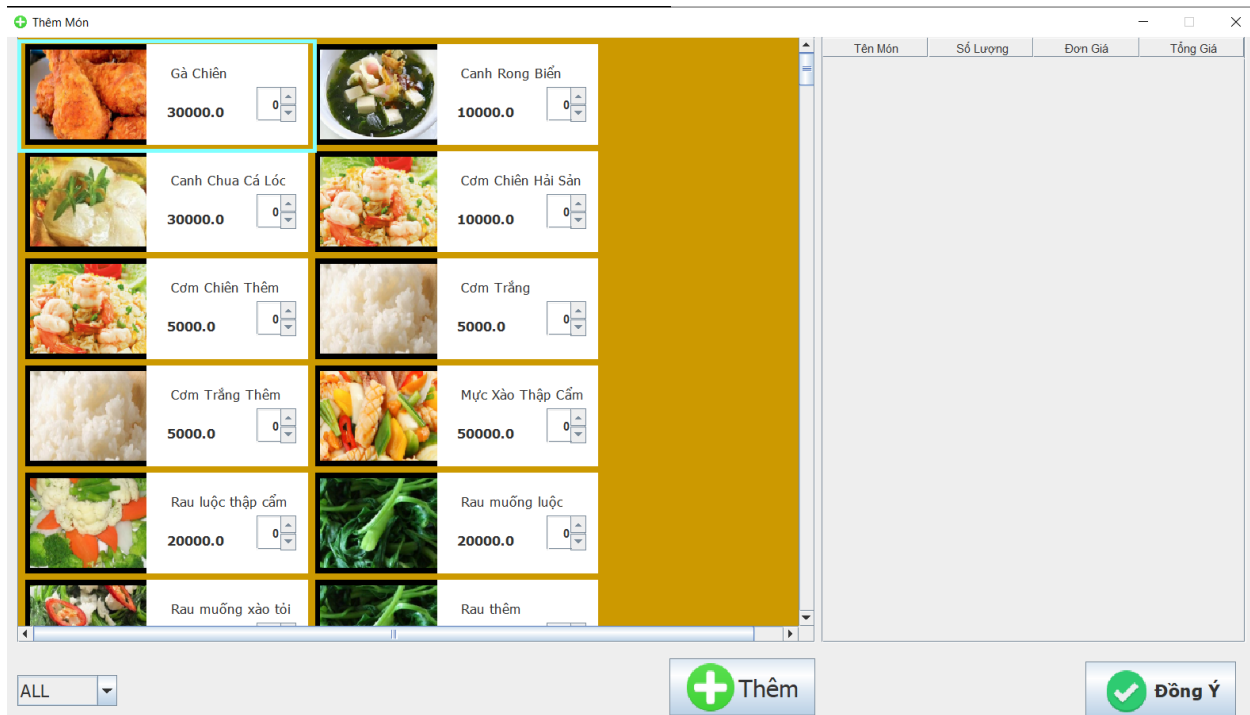 Thêm Món
Tên Món Số Lượng Đơn Giá Tổng Giá
Gà Chiên
30000.0 0
Canh Rong Biển
10000.0 0
Canh Chua Cá Lóc
30000.0 0
Cơm Chiên Hải Sản
10000.0 0
Cơm Chiên Thêm
5000.0 0
Cơm Trắng
5000.0 0
Cơm Trắng Thêm
5000.0 0
Mực Xào Thập Cẩm
50000.0 0
Rau luộc thập cẩm
20000.0 0
Rau muống luộc
20000.0 0
Rau muống xào tỏi
Rau thêm
ALL
Thêm
Đồng Ý